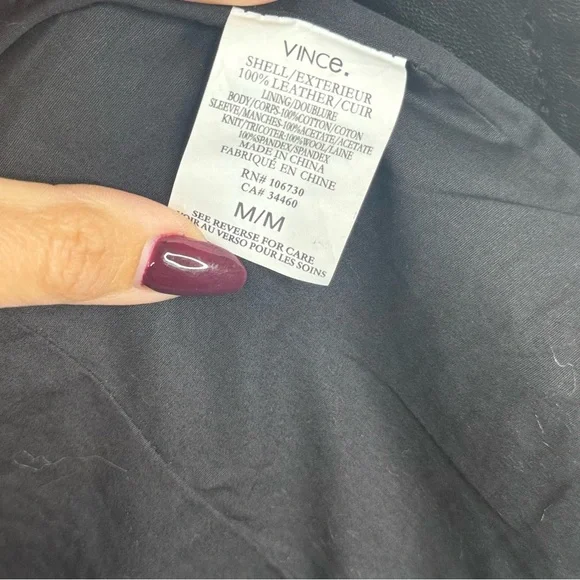 VINCe.
SHELL/EXTERIEUR
100% LEATHER/CUIR
LINING/DOUBLURE
BODY/CORPS-100%COTTON/COTON
SLEEVE/MANCHES-100%ACETATE/ACETATE
KNIT/TRICOTER:100%WOOL/LAINE
100%SPANDEX/SPANDEX
MADE IN CHINA
FABRIQUÉ EN CHINE
RN# 106730
CA# 34460
M/M
SEE REVERSE FOR CARE
VOIR AU VERSO POUR LES SOINS